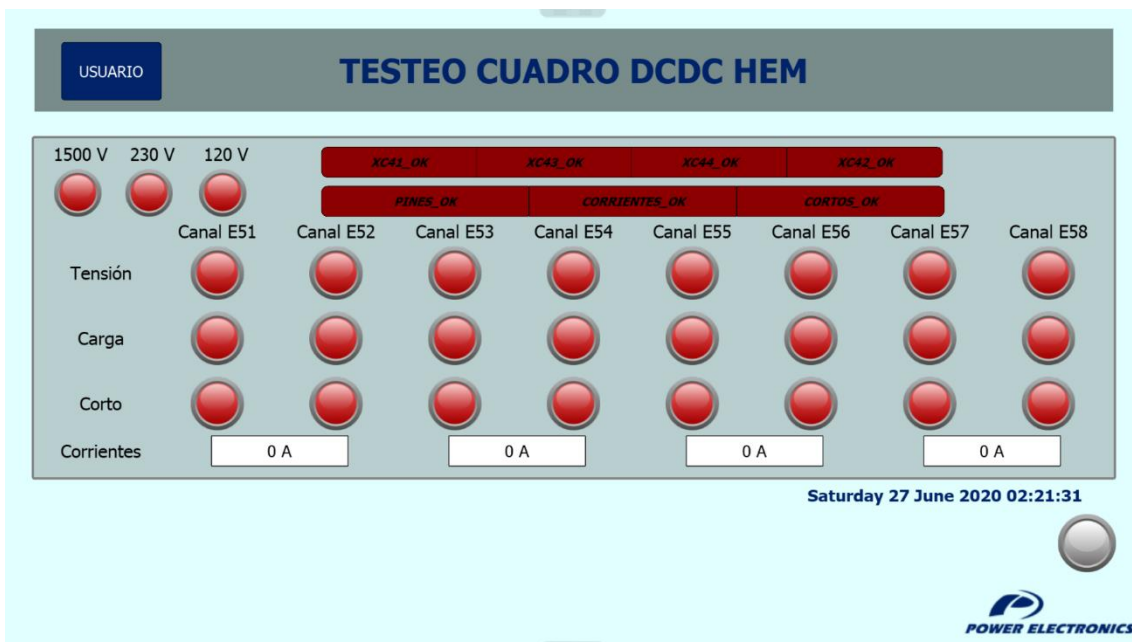 USUARIO
TESTEO CUADRO DCDC HEM
1500 V 230 V 120 V
XC41_OK XC43_OK XC44_OK XC42_OK
PINES_OK CORRIENTES_OK CORTOS_OK
Canal E51 Canal E52 Canal E53 Canal E54 Canal E55 Canal E56 Canal E57 Canal E58
Tensión
Carga
Corto
Corrientes 0 A 0 A 0 A 0 A
Saturday 27 June 2020 02:21:31
POWER ELECTRONICS